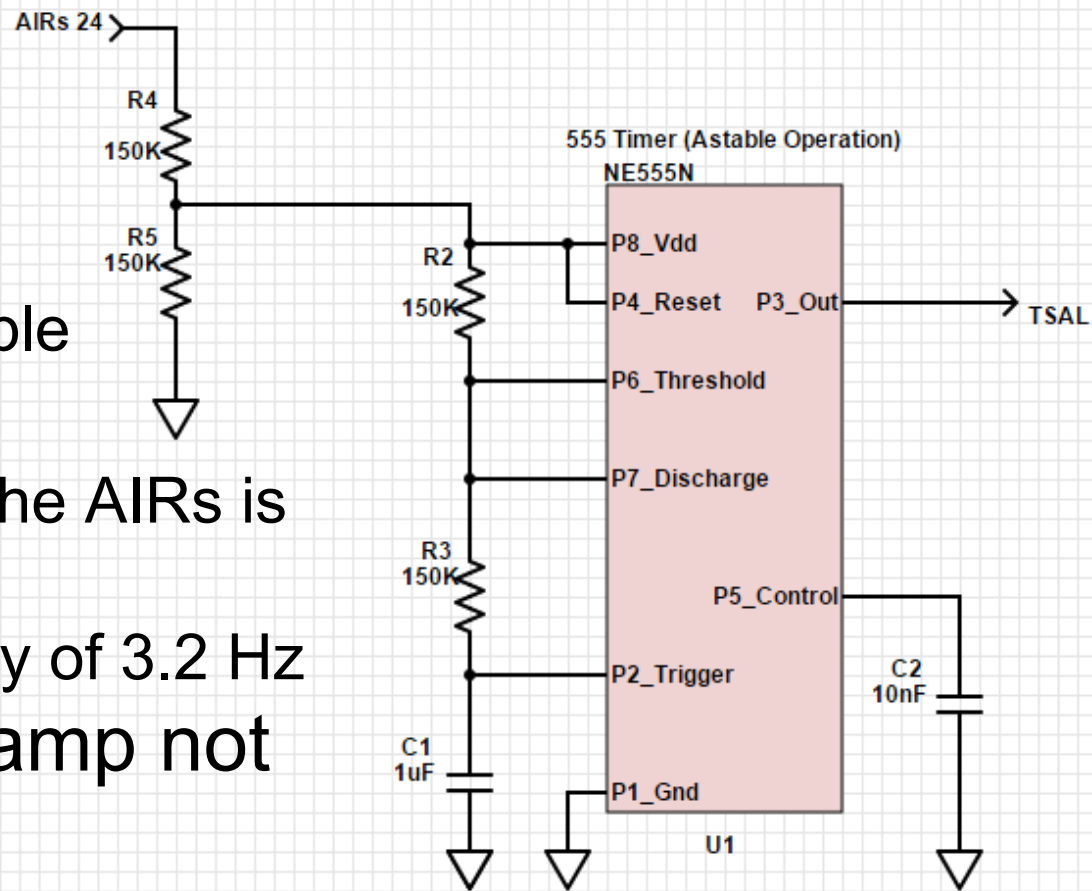 AIRs 24
R4
150K
R5
150K
555 Timer (Astable Operation)
NE555N
R2
150K
P8_Vdd
P4_Reset P3_Out
TSAL
P6_Threshold
P7_Discharge
R3
150K
P5_Control
P2_Trigger
C2
10nF
C1
1uF
P1_Gnd
U1
ple
he AIRs is
y of 3.2 Hz
amp not